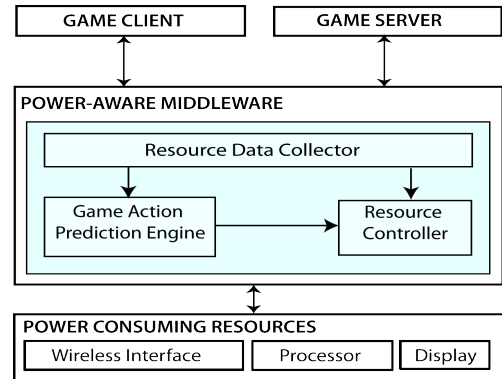 GAME CLIENT
GAME SERVER
POWER-AWARE MIDDLEWARE
Resource Data Collector
Game Action
Prediction Engine
Resource
Controller
POWER CONSUMING RESOURCES
Wireless Interface
Processor
Display